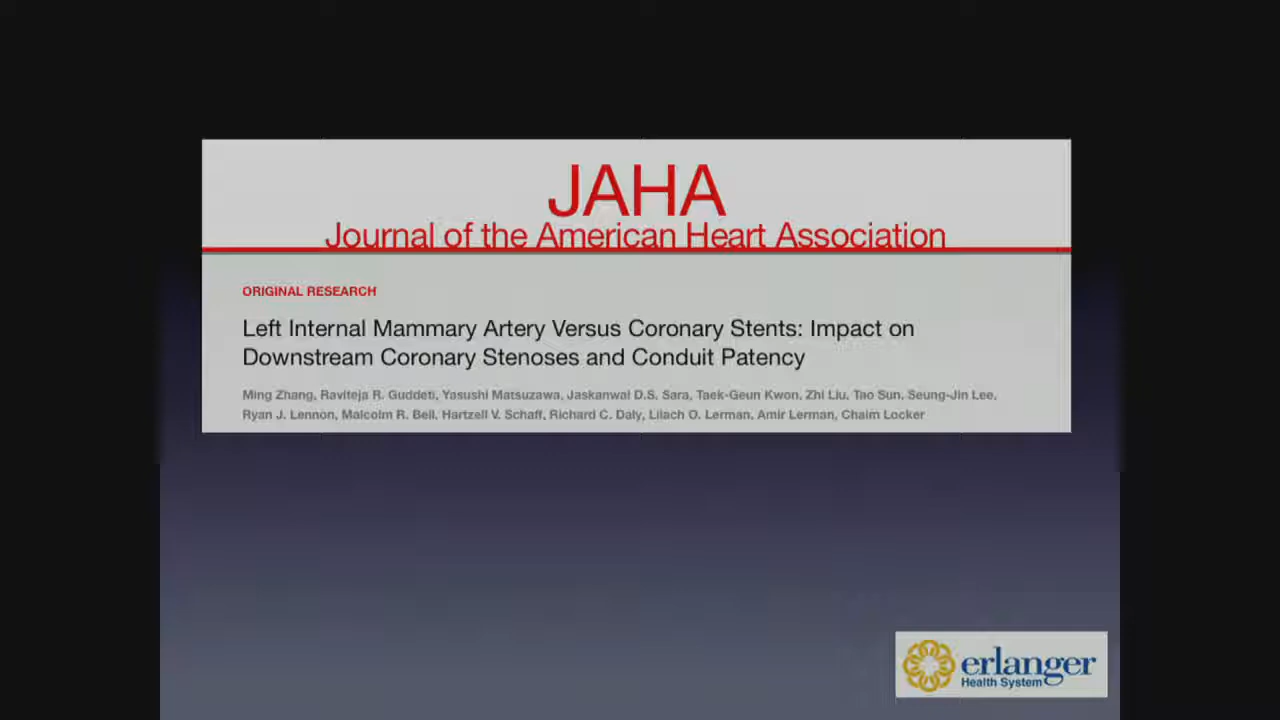 JAHA
Journal of the American Heart Association
ORIGINAL RESEARCH
Left Internal Mammary Artery Versus Coronary Stents: Impact on
Downstream Coronary Stenoses and Conduit Patency
Ming Zhang, Raviteja R. Guddeti, Yasushi Matsuzawa, Jaskanwal D.S. Sara, Taek-Geun Kwon, Zhi Liu, Tao Sun, Seung-Jin Lee,
Ryan J. Lennon, Malcolm R. Bell, Hartzell V. Schaff, Richard C. Daly, Lilach O. Lerman, Amir Lerman, Chaim Locker
erlanger
Health System